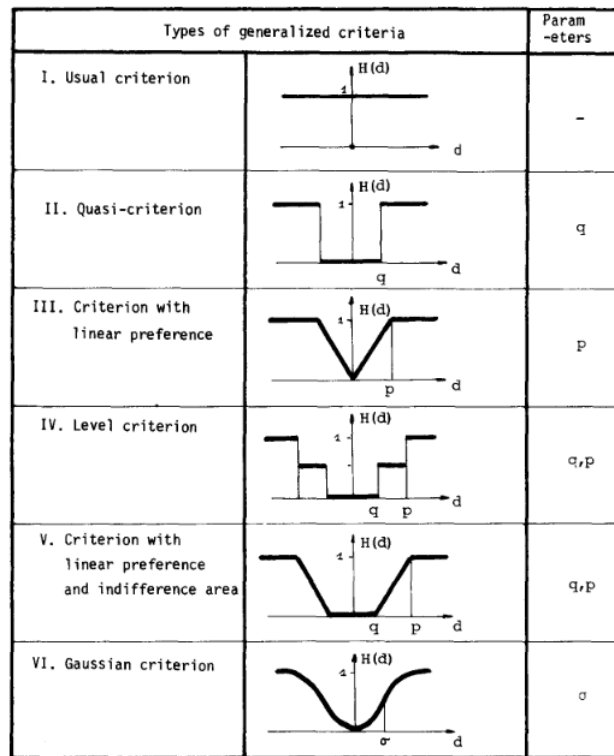 Types of generalized criteria
Param
-eters
I. Usual criterion
H(d)
1
d
-
II. Quasi-criterion
H(d)
1
q
d
q
III. Criterion with
linear preference
H(d)
1
p
d
p
IV. Level criterion
H(d)
1
q
p
d
q,p
V. Criterion with
linear preference
and indifference area
H(d)
1
q
p
d
q,p
VI. Gaussian criterion
H(d)
1
σ
d
σ